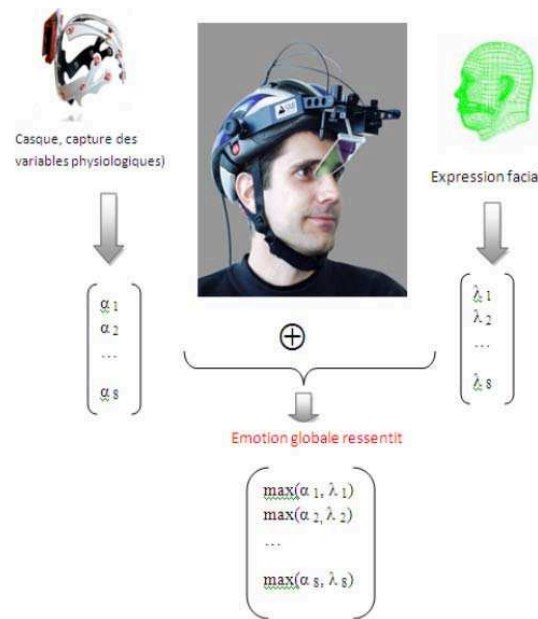 Casque, capture des
variables physiologiques)
Expression facia
α 1
α 2
...
α 8
λ 1
λ 2
...
λ 8
⊕
Emotion globale ressentit
max(α 1, λ 1)
max(α 2, λ 2)
...
max(α 8, λ 8)